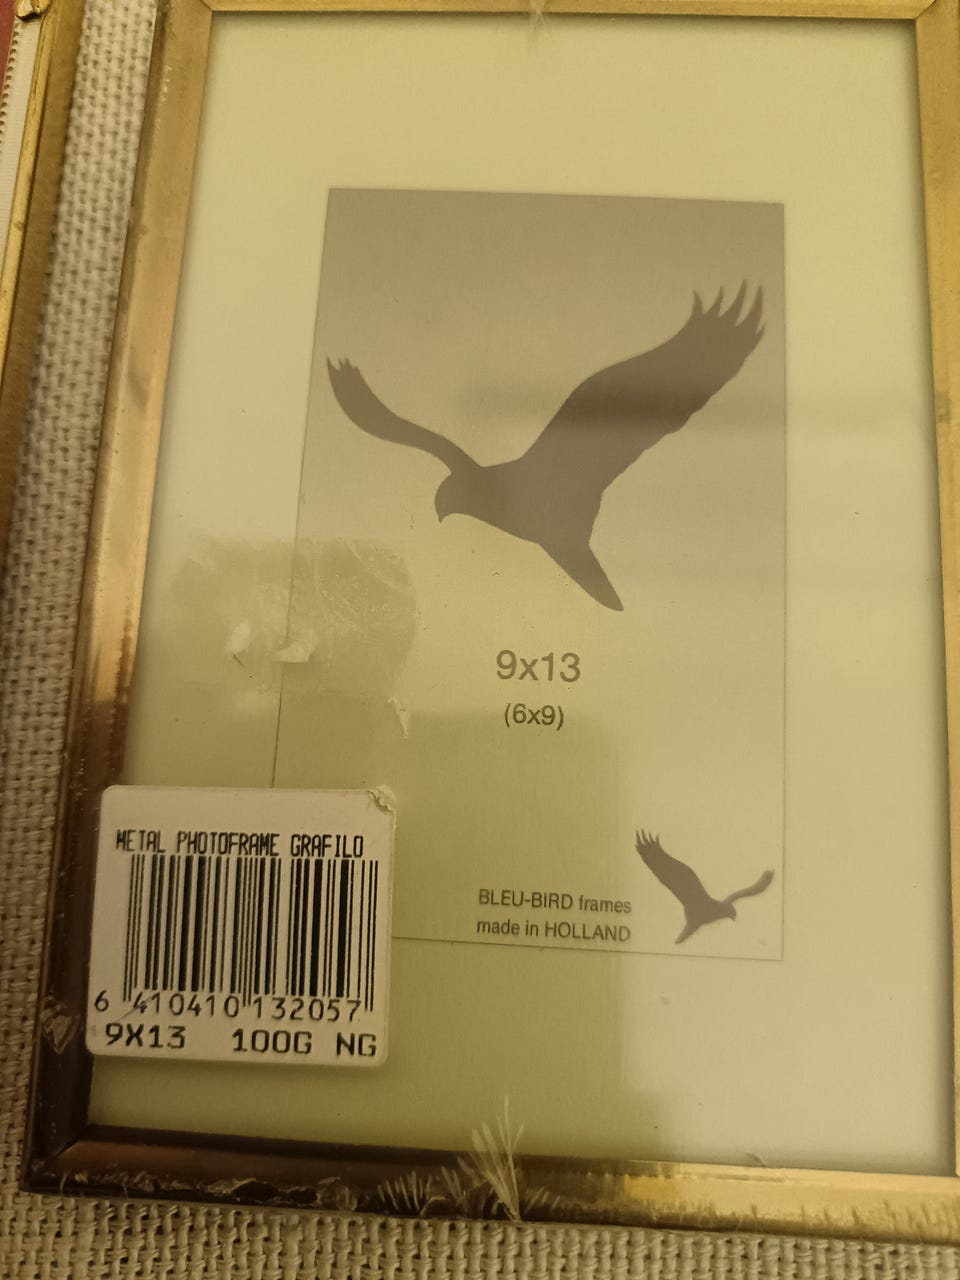 9x13
(6x9)
BLEU-BIRD frames
made in HOLLAND
METAL PHOTOFRAME GRAFILO
6 410410 132057
9X13 100G NG